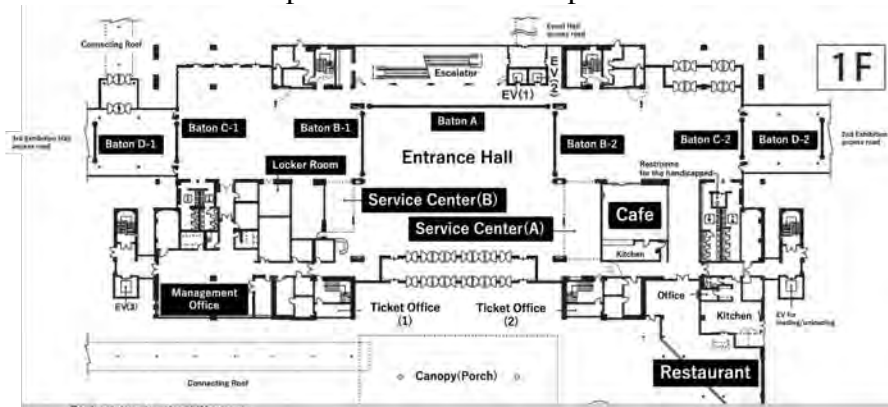 Connecting Roof
Event Hall
access road
1F
Escalator
EV(1)
EV(2)
Baton A
Baton B-1
Baton B-2
Baton C-1
Baton C-2
Baton D-1
Baton D-2
3rd Exhibition Hall
access road
2nd Exhibition
access road
Entrance Hall
Locker Room
Restrooms
for the handicapped
Service Center(B)
Service Center(A)
Cafe
Kitchen
Management
Office
EV(3)
Ticket Office
(1)
Ticket Office
(2)
Office
Kitchen
EV for
loading/unloading
Restaurant
Connecting Roof
Canopy(Porch)